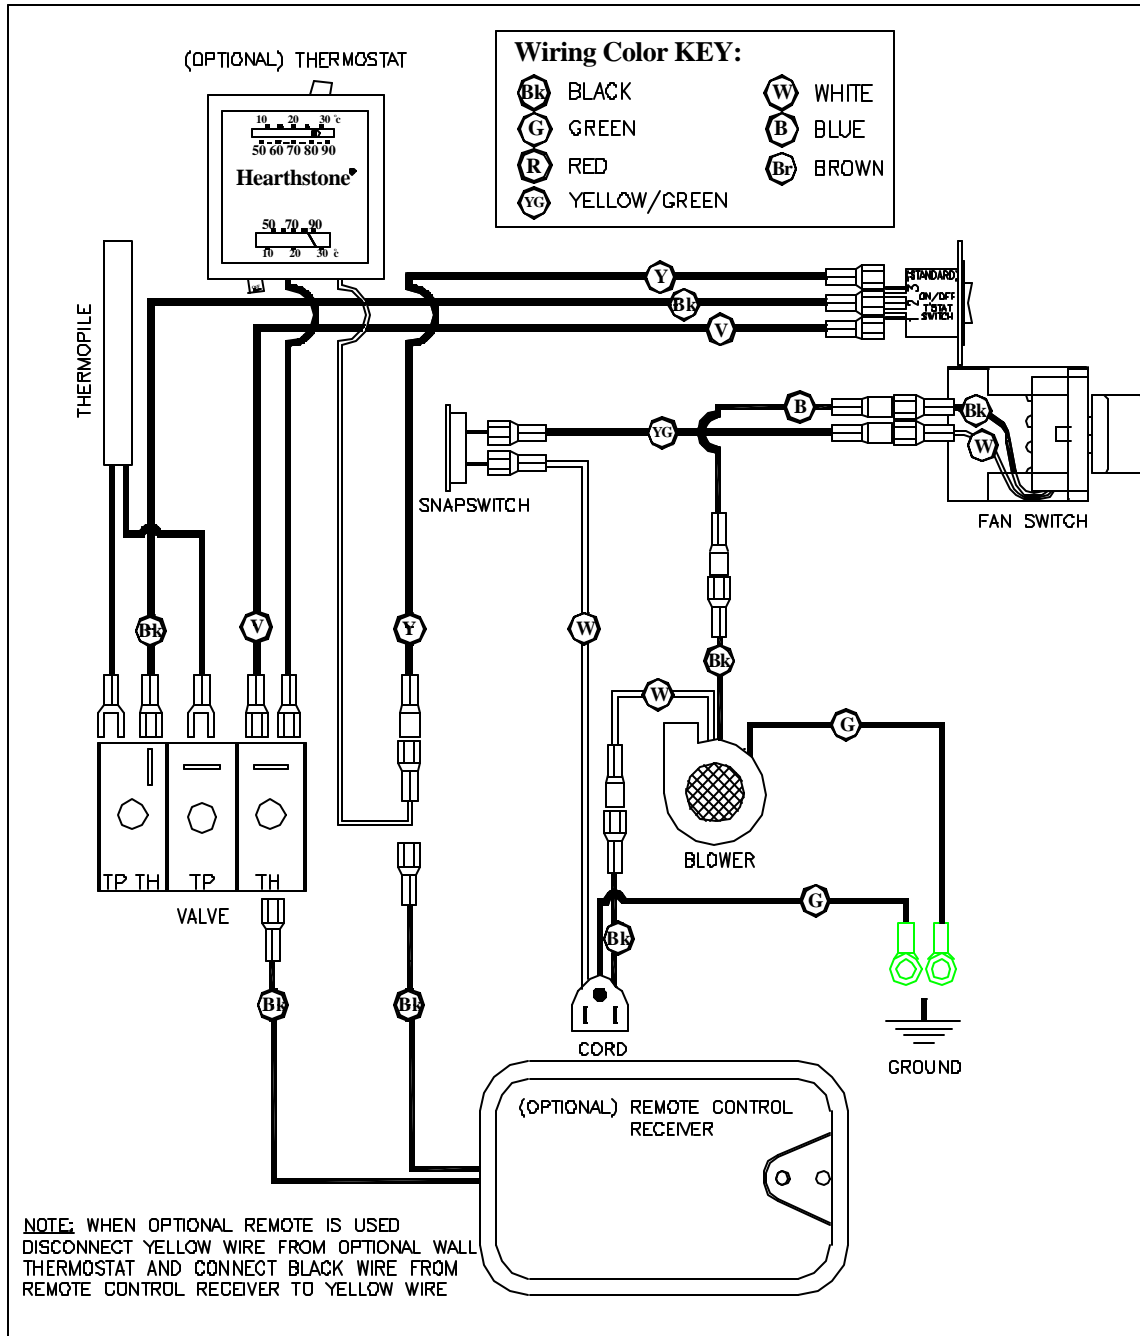 (OPTIONAL) THERMOSTAT
Wiring Color KEY:
Bk BLACK
W WHITE
G GREEN
B BLUE
R RED
Br BROWN
YG YELLOW/GREEN
10 20 30 °c
50 60 70 80 90
Hearthstone
50 70 90
10 20 30 °c
THERMOPILE
Y
Bk
V
STANDARD
3
2
1
ON/OFF
T'STAT
SWITCH
B
Bk
YG
W
SNAPSWITCH
FAN SWITCH
Bk
V
Y
W
Bk
W
G
BLOWER
TP TH
TP
TH
VALVE
G
Bk
Bk
Bk
CORD
GROUND
(OPTIONAL) REMOTE CONTROL
RECEIVER
NOTE: WHEN OPTIONAL REMOTE IS USED
DISCONNECT YELLOW WIRE FROM OPTIONAL WALL
THERMOSTAT AND CONNECT BLACK WIRE FROM
REMOTE CONTROL RECEIVER TO YELLOW WIRE